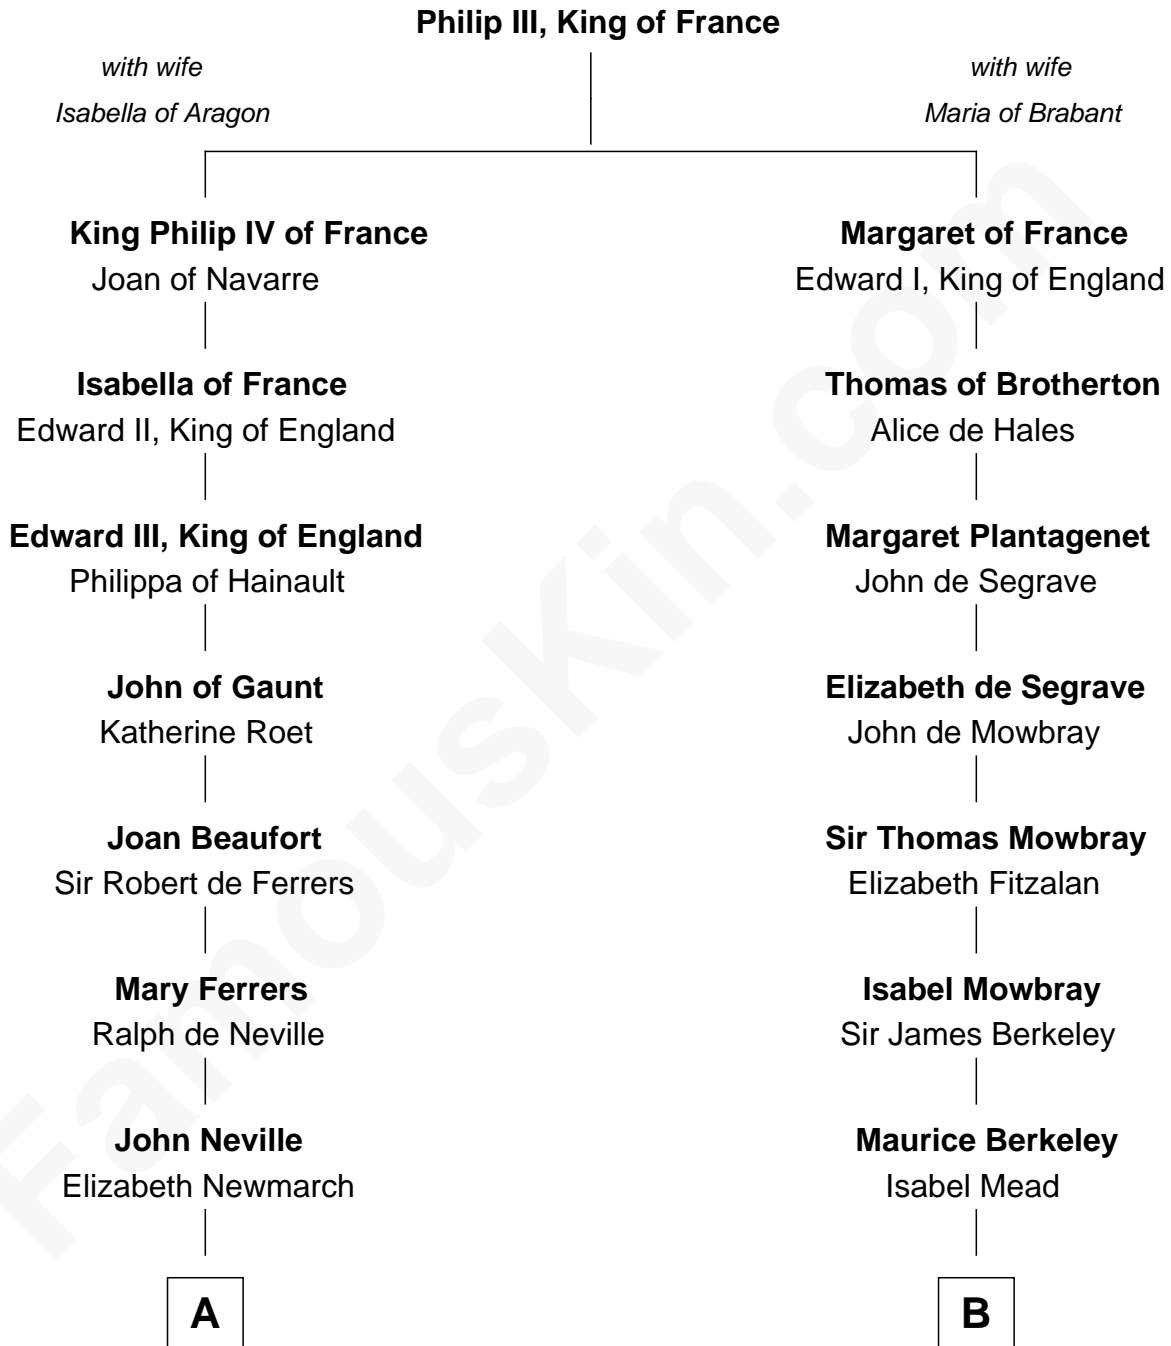 Philip III, King of France
with wife
Isabella of Aragon
with wife
Maria of Brabant
King Philip IV of France
Joan of Navarre
Isabella of France
Edward II, King of England
Edward III, King of England
Philippa of Hainault
John of Gaunt
Katherine Roet
Joan Beaufort
Sir Robert de Ferrers
Mary Ferrers
Ralph de Neville
John Neville
Elizabeth Newmarch
A
Margaret of France
Edward I, King of England
Thomas of Brotherton
Alice de Hales
Margaret Plantagenet
John de Segrave
Elizabeth de Segrave
John de Mowbray
Sir Thomas Mowbray
Elizabeth Fitzalan
Isabel Mowbray
Sir James Berkeley
Maurice Berkeley
Isabel Mead
B
FamousKin.com